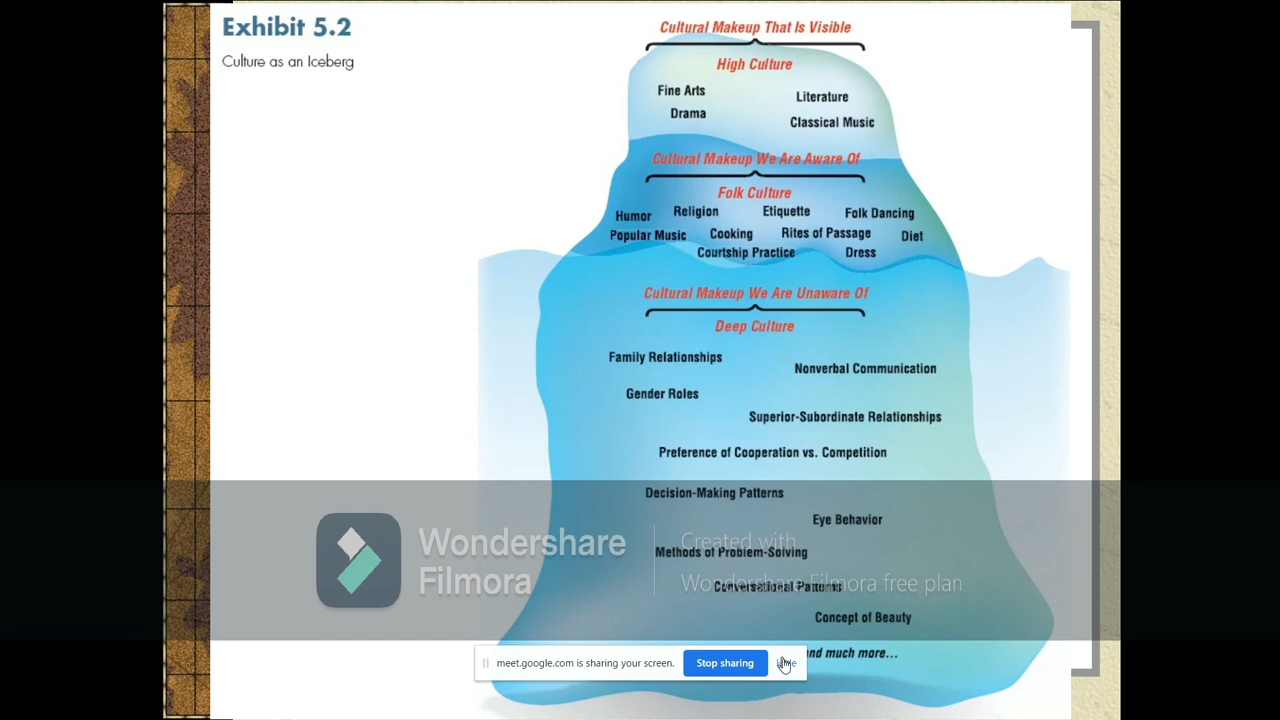 Exhibit 5.2
Culture as an Iceberg
Cultural Makeup That Is Visible
High Culture
Fine Arts
Literature
Drama
Classical Music
Cultural Makeup We Are Aware Of
Folk Culture
Humor Religion Etiquette Folk Dancing
Popular Music Cooking Rites of Passage Diet
Courtship Practice Dress
Cultural Makeup We Are Unaware Of
Deep Culture
Family Relationships
Nonverbal Communication
Gender Roles
Superior-Subordinate Relationships
Preference of Cooperation vs. Competition
Decision-Making Patterns
Eye Behavior
Methods of Problem-Solving
Conversational Patterns
Concept of Beauty
and much more...
Wondershare
Filmora
Created with
Wondershare Filmora free plan
meet.google.com is sharing your screen. Stop sharing